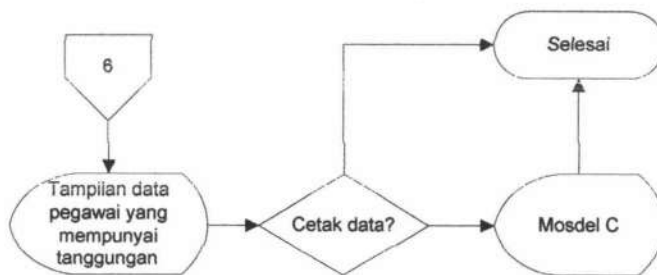 6
Selesai
Tampilan data
pegawai yang
mempunyai
tanggungan
Cetak data?
Mosdel C